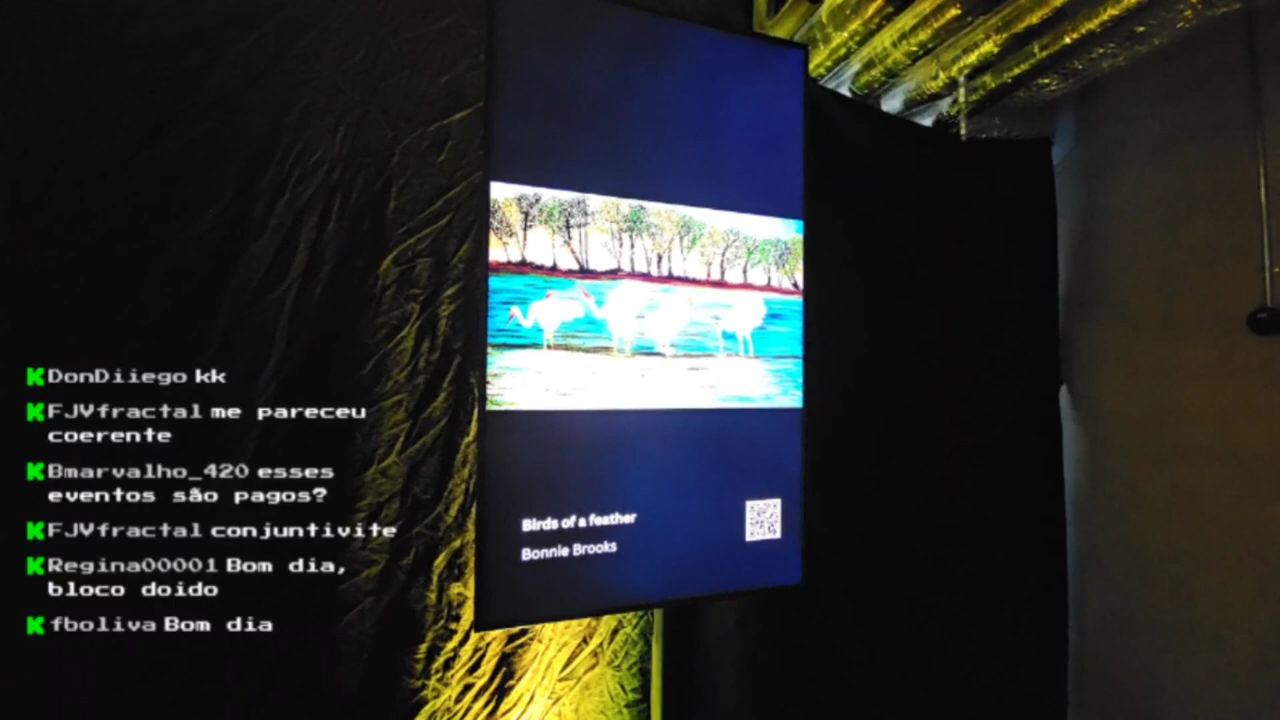 DonDiiego kk
FJVfractal me pareceu
coerente
Bmarvalho_420 esses
eventos são pagos?
FJVfractal conjuntivite
Regina00001 Bom dia,
bloco doido
fboliva Bom dia
Birds of a feather
Bonnie Brooks